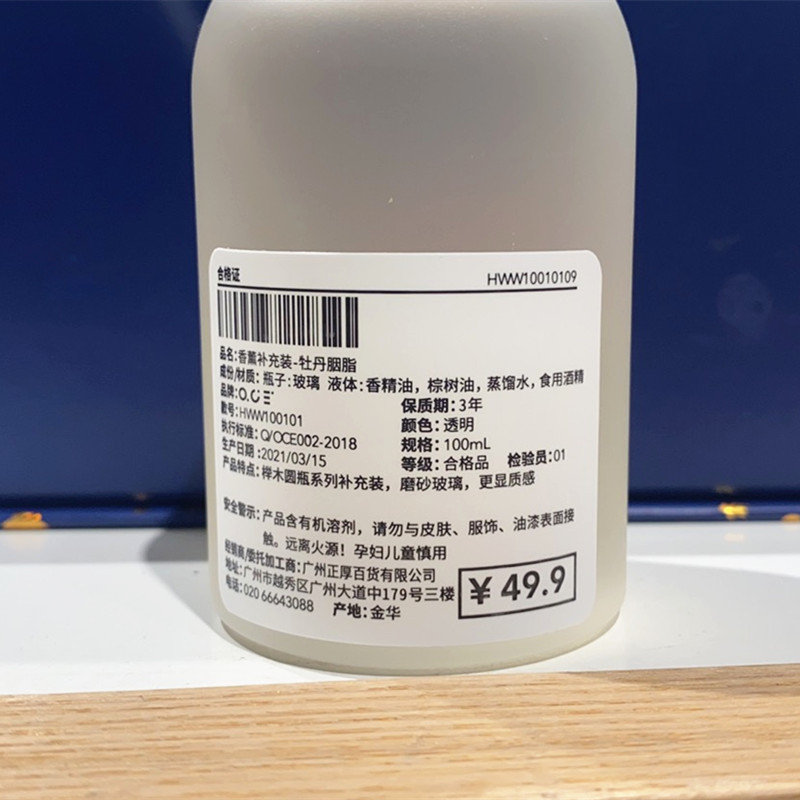 合格证 HWW10010109
品名:香薰补充装-牡丹胭脂
成份/材质:瓶子:玻璃 液体:香精油，棕树油，蒸馏水，食用酒精
品牌:O.CE 保质期:3年
款号:HWW100101 颜色:透明
执行标准:Q/OCE002-2018 规格:100mL
生产日期:2021/03/15 等级:合格品 检验员:01
产品特点:榉木圆瓶系列补充装，磨砂玻璃，更显质感
安全警示:产品含有机溶剂，请勿与皮肤、服饰、油漆表面接
触。远离火源！孕妇儿童慎用
经销商/委托加工商:广州正厚百货有限公司
地址:广州市越秀区广州大道中179号三楼
电话:020 66643088 产地:金华
¥ 49.9